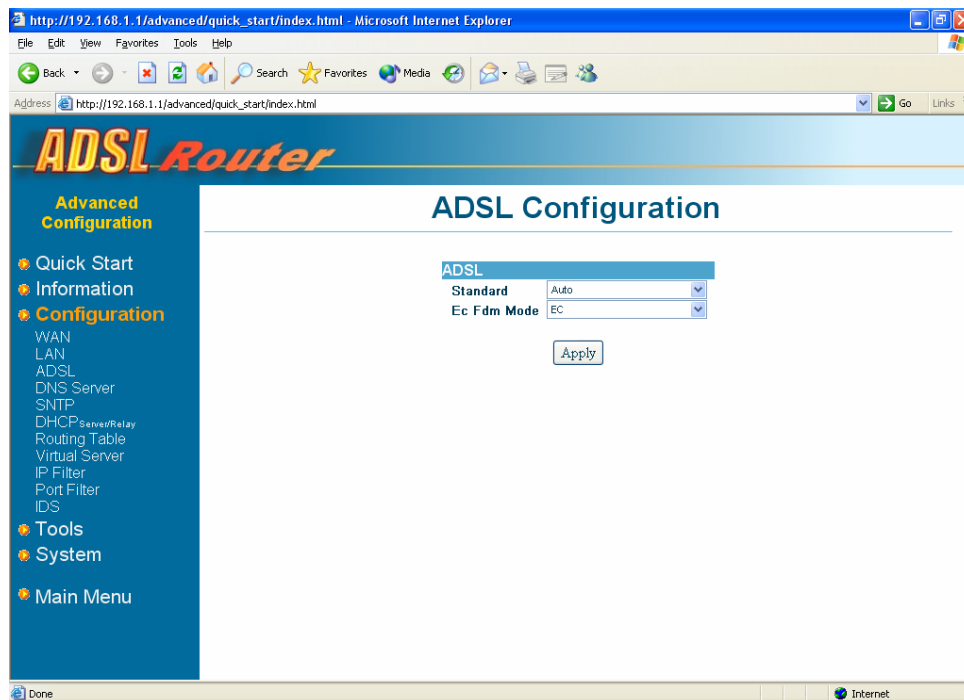 http://192.168.1.1/advanced/quick_start/index.html - Microsoft Internet Explorer
File Edit View Favorites Tools Help
Back Search Favorites Media
Address http://192.168.1.1/advanced/quick_start/index.html Go Links
ADSL Router
Advanced
Configuration
Quick Start
Information
Configuration
WAN
LAN
ADSL
DNS Server
SNTP
DHCP Server/Relay
Routing Table
Virtual Server
IP Filter
Port Filter
IDS
Tools
System
Main Menu
ADSL Configuration
ADSL
Standard Auto
Ec Fdm Mode EC
Apply
Done Internet